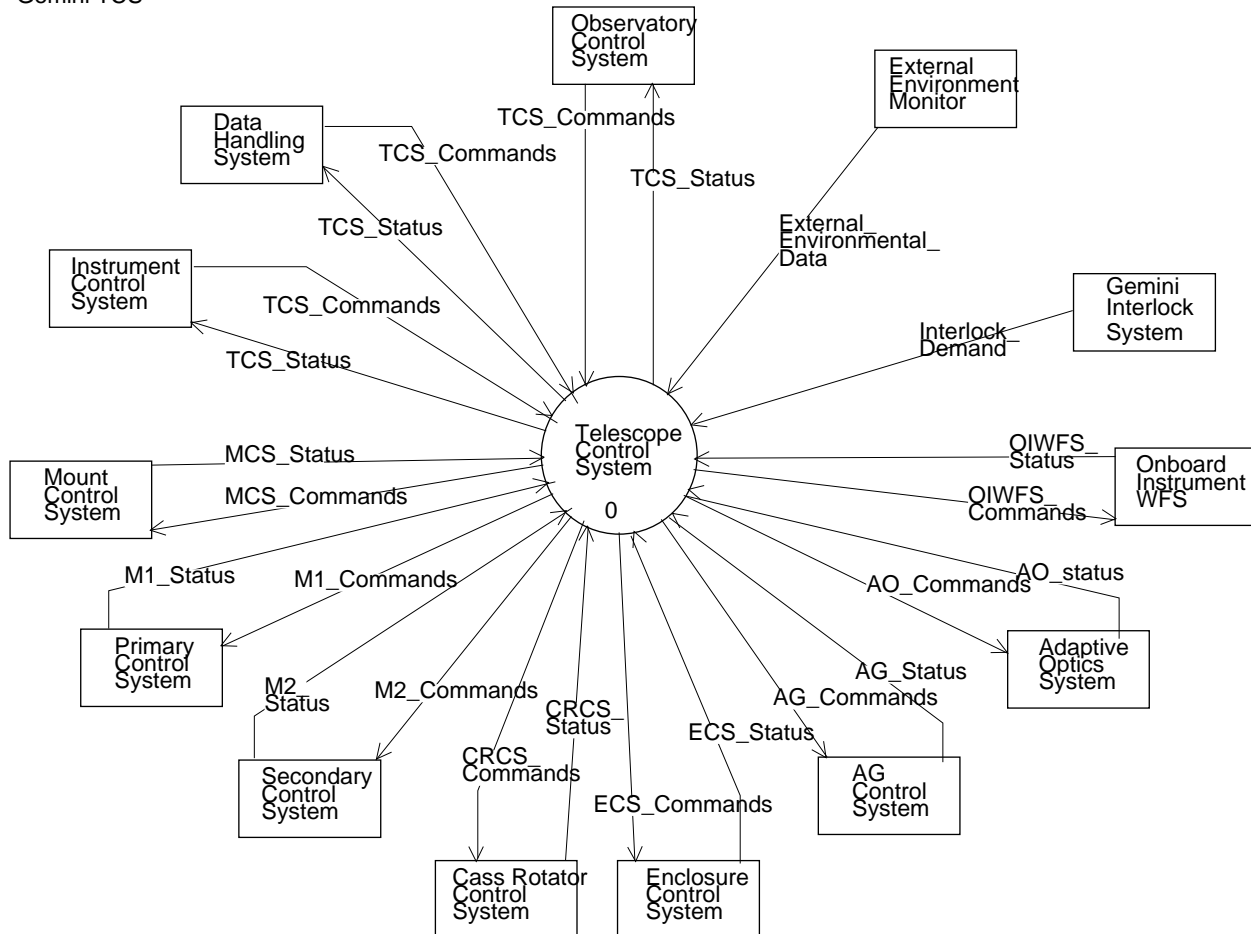 Gemini TCS
Observatory
Control
System
External
Environment
Monitor
Data
Handling
System
TCS_Commands
TCS_Commands
TCS_Status
TCS_Status
External_
Environmental_
Data
Instrument
Control
System
TCS_Commands
Gemini
Interlock
System
Interlock_
Demand
TCS_Status
Telescope
Control
System
0
MCS_Status
Mount
Control
System
MCS_Commands
OIWFS_
Status
Onboard
Instrument
WFS
OIWFS_
Commands
M1_Status
M1_Commands
AO_Commands
AO_status
Primary
Control
System
Adaptive
Optics
System
M2_
Status
M2_Commands
CRCS_
Status
AG_Status
AG_Commands
ECS_Status
CRCS_
Commands
Secondary
Control
System
ECS_Commands
AG
Control
System
Cass Rotator
Control
System
Enclosure
Control
System